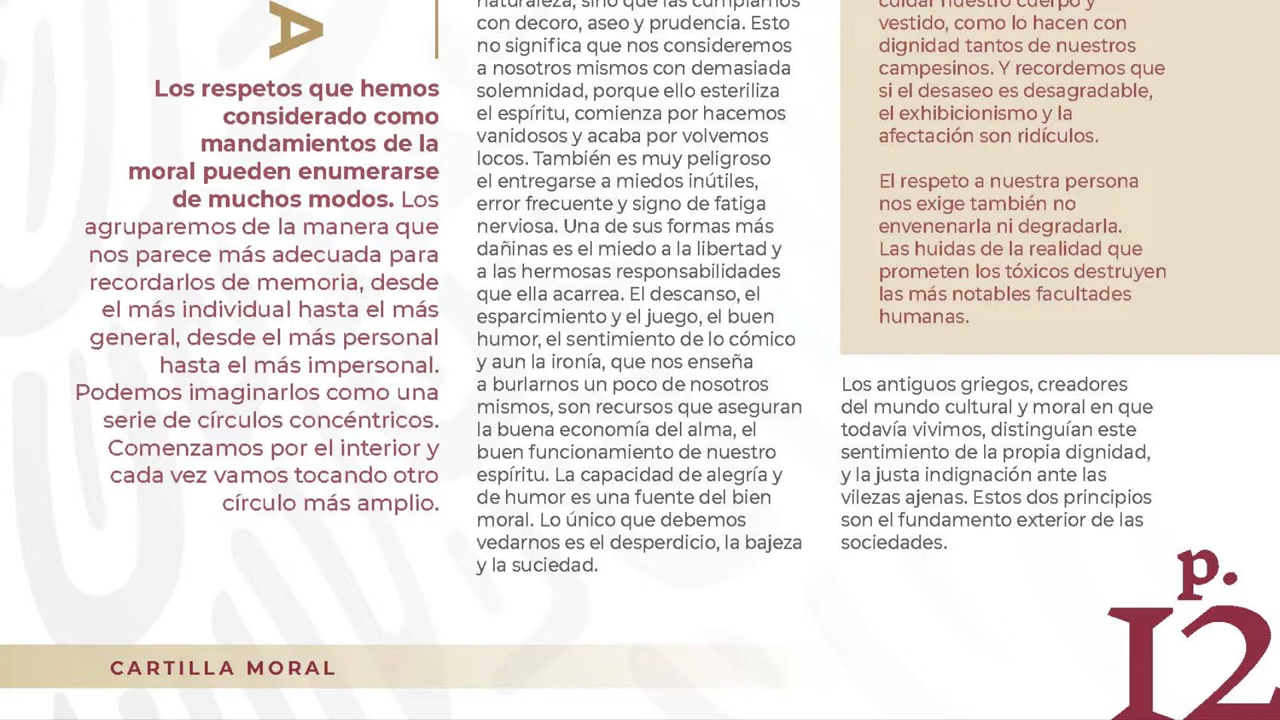 A
Los respetos que hemos
considerado como
mandamientos de la
moral pueden enumerarse
de muchos modos. Los
agruparemos de la manera que
nos parece más adecuada para
recordarlos de memoria, desde
el más individual hasta el más
general, desde el más personal
hasta el más impersonal.
Podemos imaginarlos como una
serie de círculos concéntricos.
Comenzamos por el interior y
cada vez vamos tocando otro
círculo más amplio.
naturaleza, sino que las cumplamos
con decoro, aseo y prudencia. Esto
no significa que nos consideremos
a nosotros mismos con demasiada
solemnidad, porque ello esteriliza
el espíritu, comienza por hacemos
vanidosos y acaba por volvemos
locos. También es muy peligroso
el entregarse a miedos inútiles,
error frecuente y signo de fatiga
nerviosa. Una de sus formas más
dañinas es el miedo a la libertad y
a las hermosas responsabilidades
que ella acarrea. El descanso, el
esparcimiento y el juego, el buen
humor, el sentimiento de lo cómico
y aun la ironía, que nos enseña
a burlarnos un poco de nosotros
mismos, son recursos que aseguran
la buena economía del alma, el
buen funcionamiento de nuestro
espíritu. La capacidad de alegría y
de humor es una fuente del bien
moral. Lo único que debemos
vedarnos es el desperdicio, la bajeza
y la suciedad.
cuidar nuestro cuerpo y
vestido, como lo hacen con
dignidad tantos de nuestros
campesinos. Y recordemos que
si el desaseo es desagradable,
el exhibicionismo y la
afectación son ridículos.
El respeto a nuestra persona
nos exige también no
envenenarla ni degradarla.
Las huidas de la realidad que
prometen los tóxicos destruyen
las más notables facultades
humanas.
Los antiguos griegos, creadores
del mundo cultural y moral en que
todavía vivimos, distinguían este
sentimiento de la propia dignidad,
y la justa indignación ante las
vilezas ajenas. Estos dos principios
son el fundamento exterior de las
sociedades.
CARTILLA MORAL
p.
12